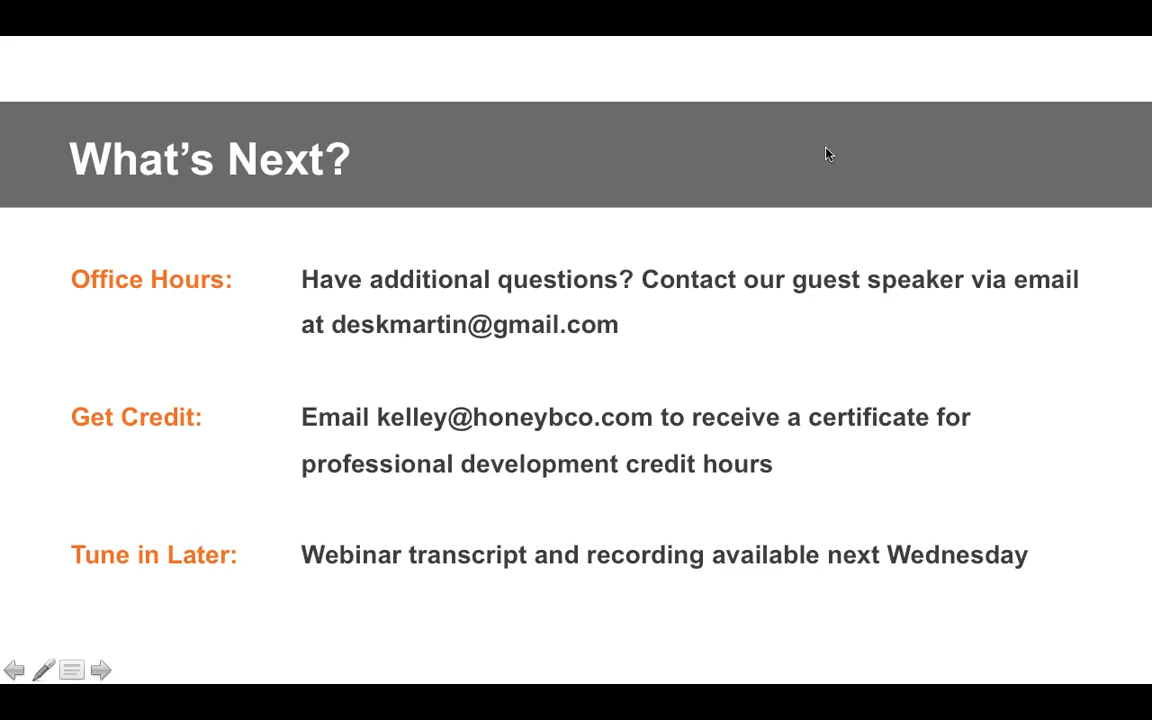 What’s Next?
Office Hours: Have additional questions? Contact our guest speaker via email
at deskmartin@gmail.com
Get Credit: Email kelley@honeybco.com to receive a certificate for
professional development credit hours
Tune in Later: Webinar transcript and recording available next Wednesday